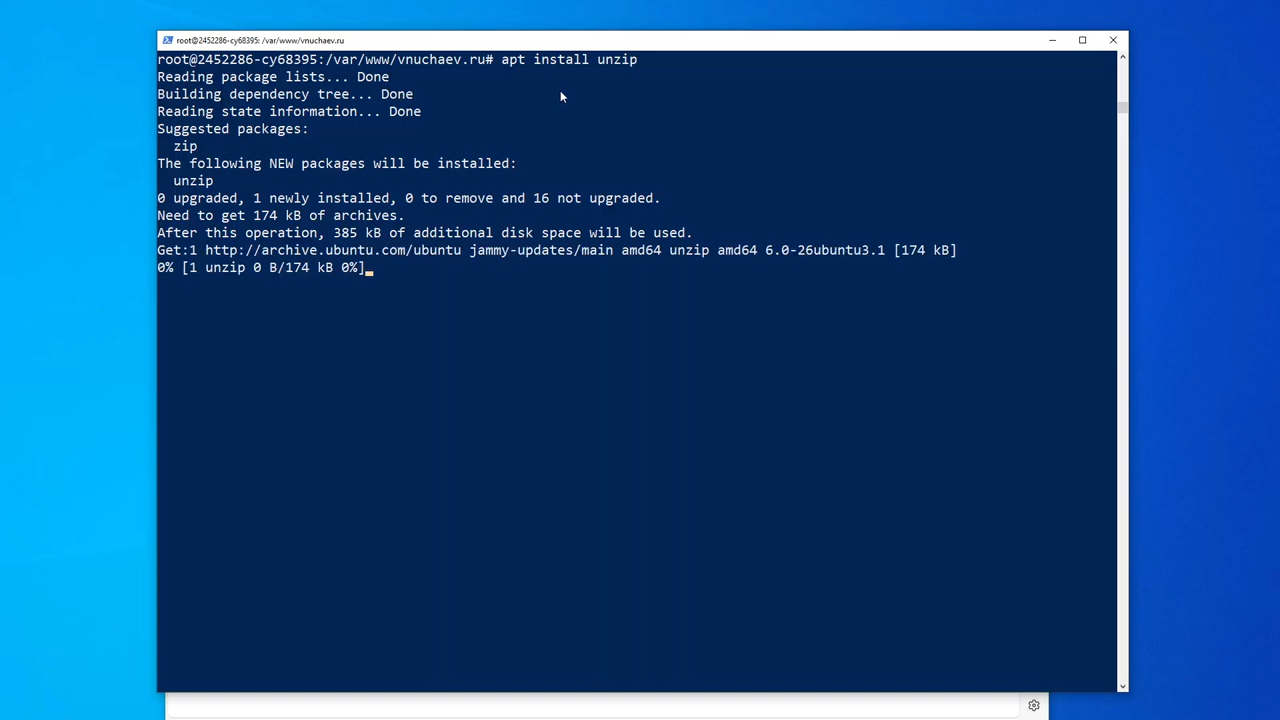 root@2452286-cy68395: /var/www/vnuchaev.ru
root@2452286-cy68395:/var/www/vnuchaev.ru# apt install unzip
Reading package lists... Done
Building dependency tree... Done
Reading state information... Done
Suggested packages:
  zip
The following NEW packages will be installed:
  unzip
0 upgraded, 1 newly installed, 0 to remove and 16 not upgraded.
Need to get 174 kB of archives.
After this operation, 385 kB of additional disk space will be used.
Get:1 http://archive.ubuntu.com/ubuntu jammy-updates/main amd64 unzip amd64 6.0-26ubuntu3.1 [174 kB]
0% [1 unzip 0 B/174 kB 0%]